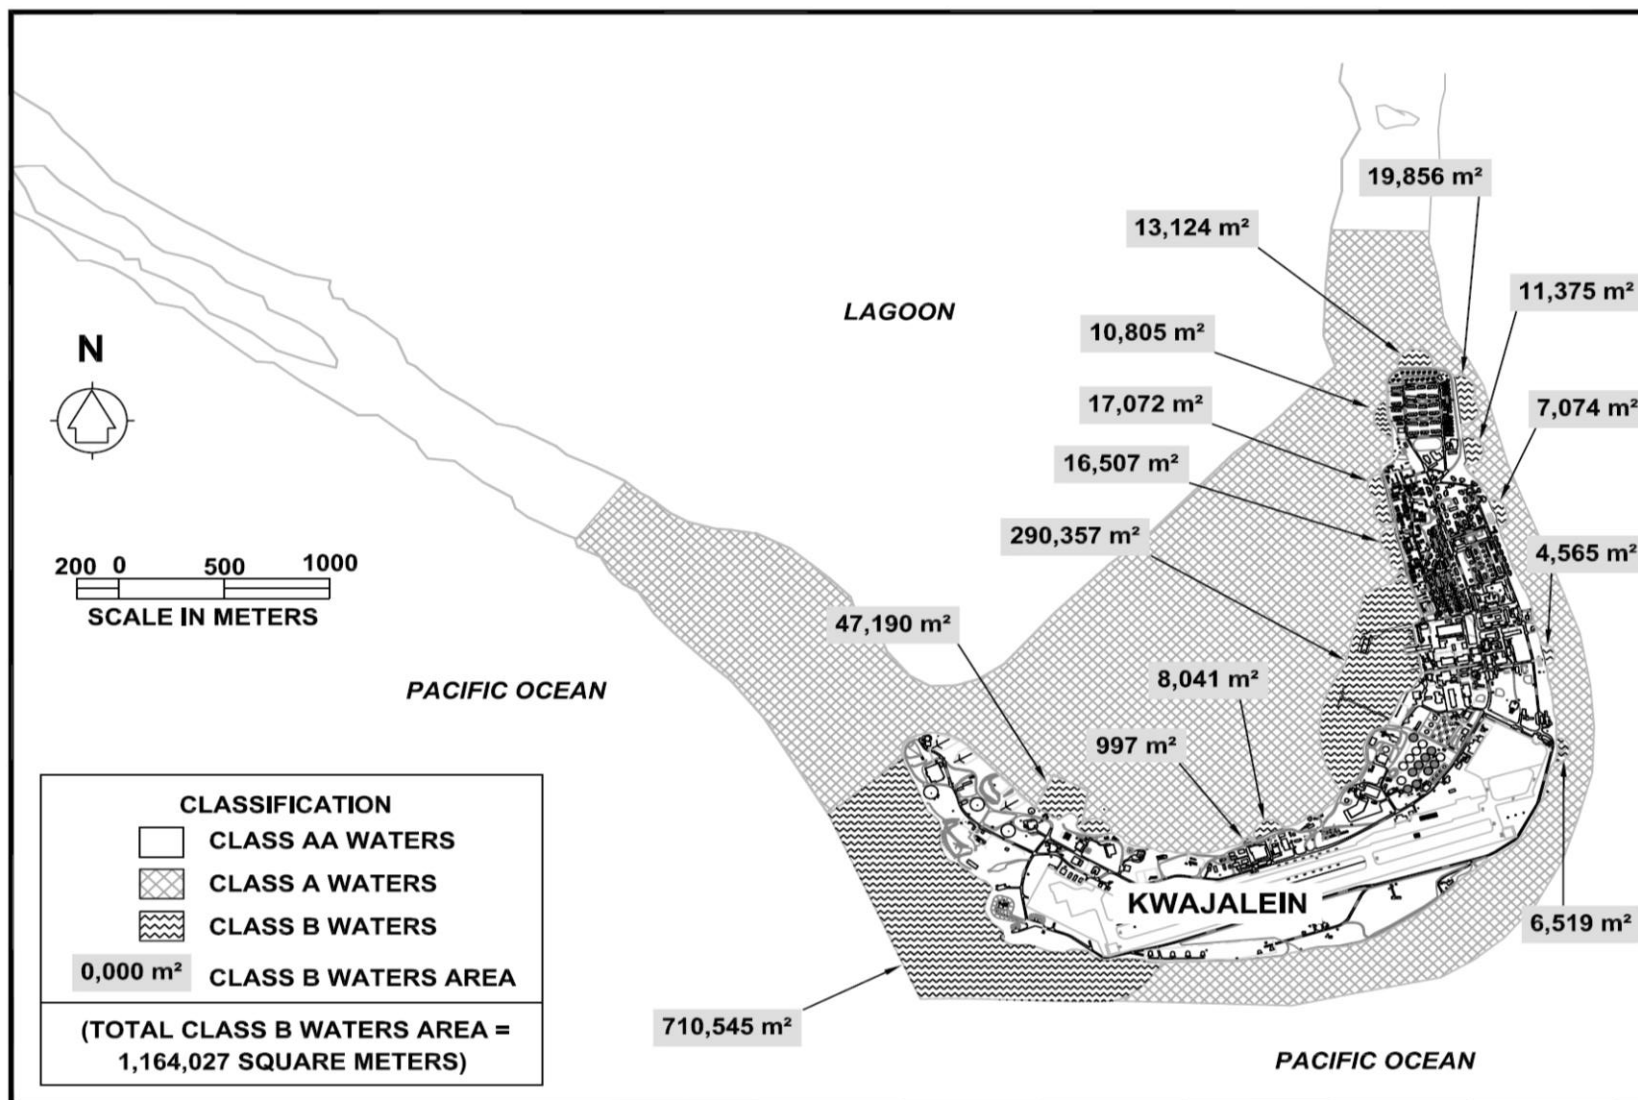 19,856 m²
13,124 m²
LAGOON
11,375 m²
10,805 m²
N
17,072 m²
7,074 m²
16,507 m²
290,357 m²
4,565 m²
200 0 500 1000
SCALE IN METERS
47,190 m²
8,041 m²
PACIFIC OCEAN
997 m²
CLASSIFICATION
CLASS AA WATERS
CLASS A WATERS
CLASS B WATERS
0,000 m² CLASS B WATERS AREA
(TOTAL CLASS B WATERS AREA =
1,164,027 SQUARE METERS)
KWAJALEIN
6,519 m²
710,545 m²
PACIFIC OCEAN